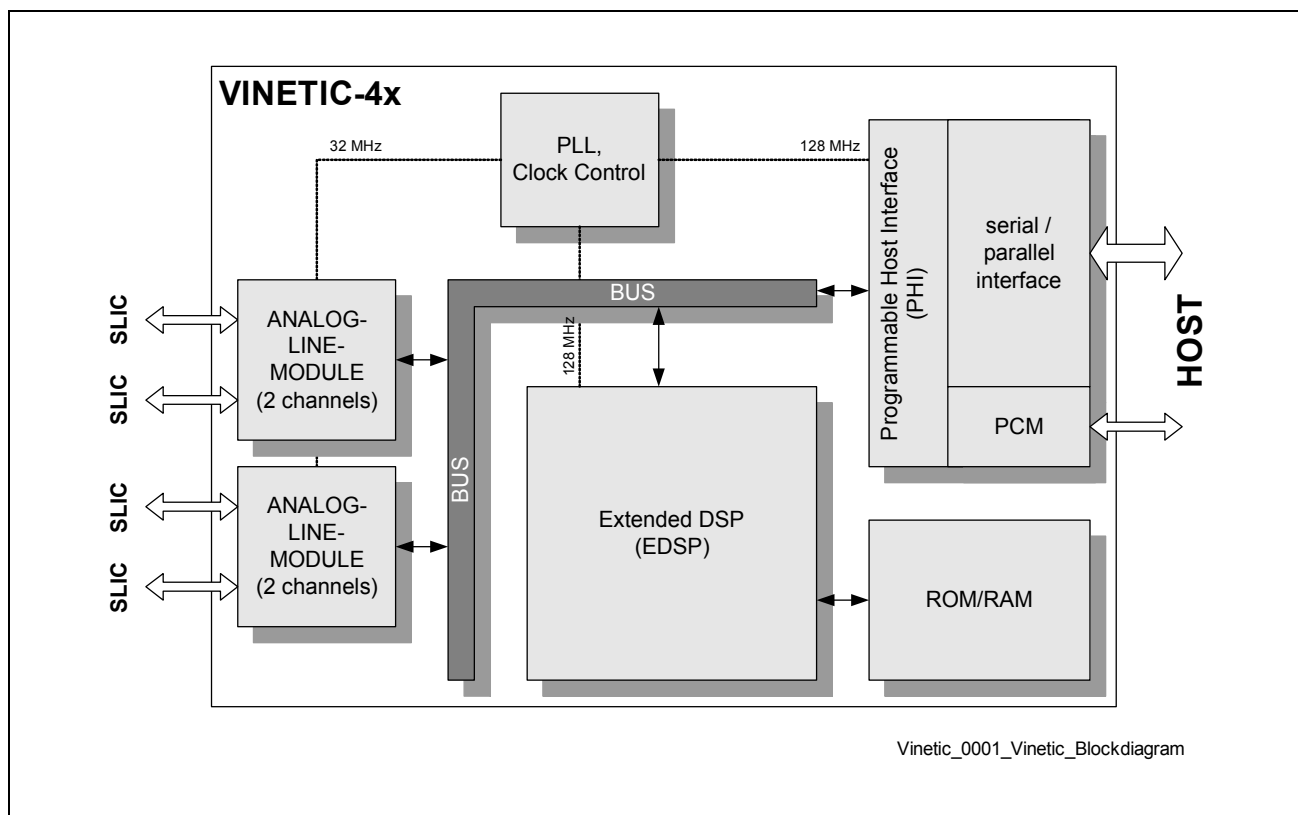 VINETIC-4x
PLL,
Clock Control
32 MHz
128 MHz
Programmable Host Interface
(PHI)
serial /
parallel
interface
PCM
HOST
BUS
BUS
128 MHz
SLIC
SLIC
SLIC
SLIC
ANALOG-
LINE-
MODULE
(2 channels)
ANALOG-
LINE-
MODULE
(2 channels)
Extended DSP
(EDSP)
ROM/RAM
Vinetic_0001_Vinetic_Blockdiagram